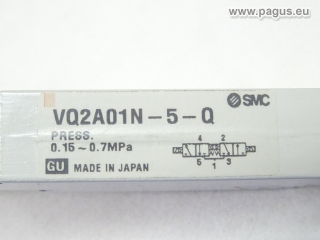 © www.pagus.eu
VQ2A01N-5-Q SMC
PRESS.
0.15~0.7MPa
4 2
5 3
1
GU MADE IN JAPAN